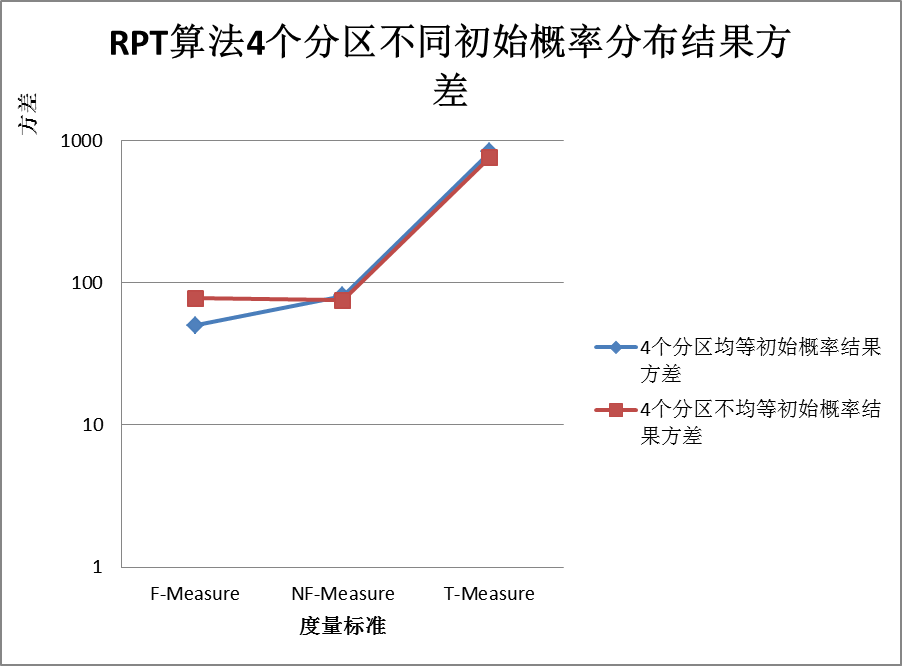 RPT算法4个分区不同初始概率分布结果方
差
方差
1000
100
10
1
F-Measure NF-Measure T-Measure
度量标准
4个分区均等初始概率结果
方差
4个分区不均等初始概率结
果方差